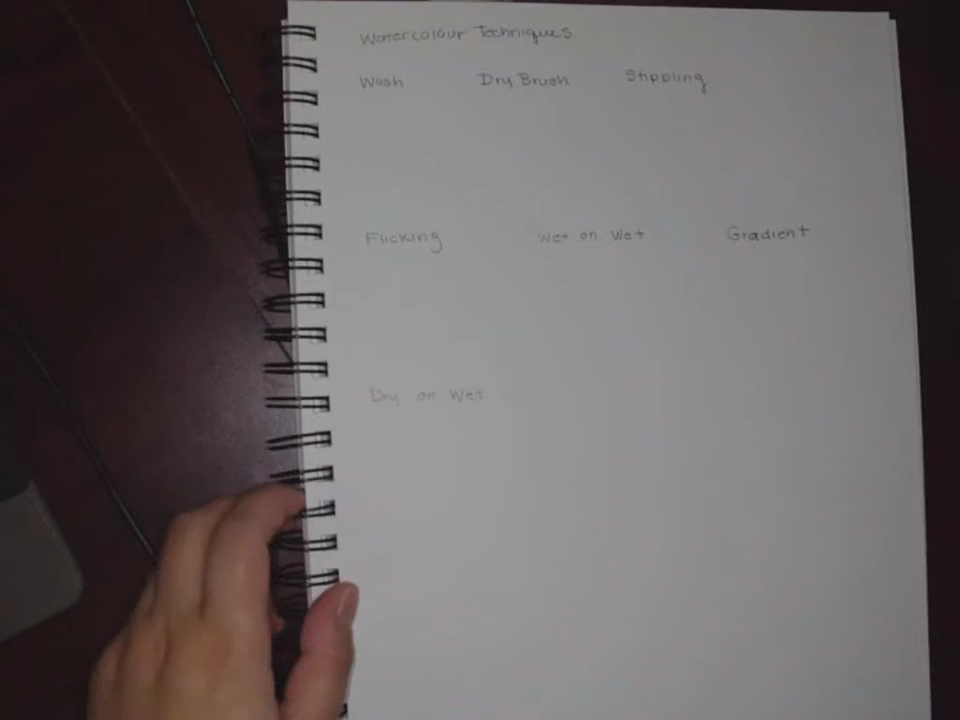 Watercolour Techniques
Wash Dry Brush Stippling
Flicking Wet on Wet Gradient
Dry on Wet